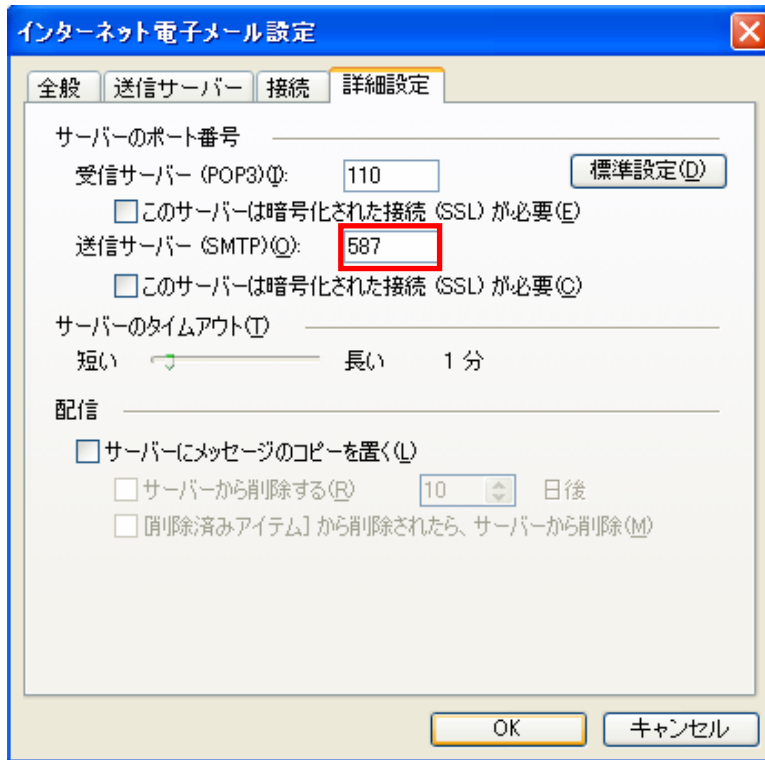 インターネット電子メール設定
全般 送信サーバー 接続 詳細設定
サーバーのポート番号
受信サーバー (POP3)(I): 110 標準設定(D)
このサーバーは暗号化された接続 (SSL) が必要(E)
送信サーバー (SMTP)(O): 587
このサーバーは暗号化された接続 (SSL) が必要(C)
サーバーのタイムアウト(T)
短い 長い 1 分
配信
サーバーにメッセージのコピーを置く(L)
サーバーから削除する(R) 10 日後
[削除済みアイテム] から削除されたら、サーバーから削除(M)
OK キャンセル